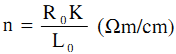 n = R₀K / L₀ (Ωm/cm)